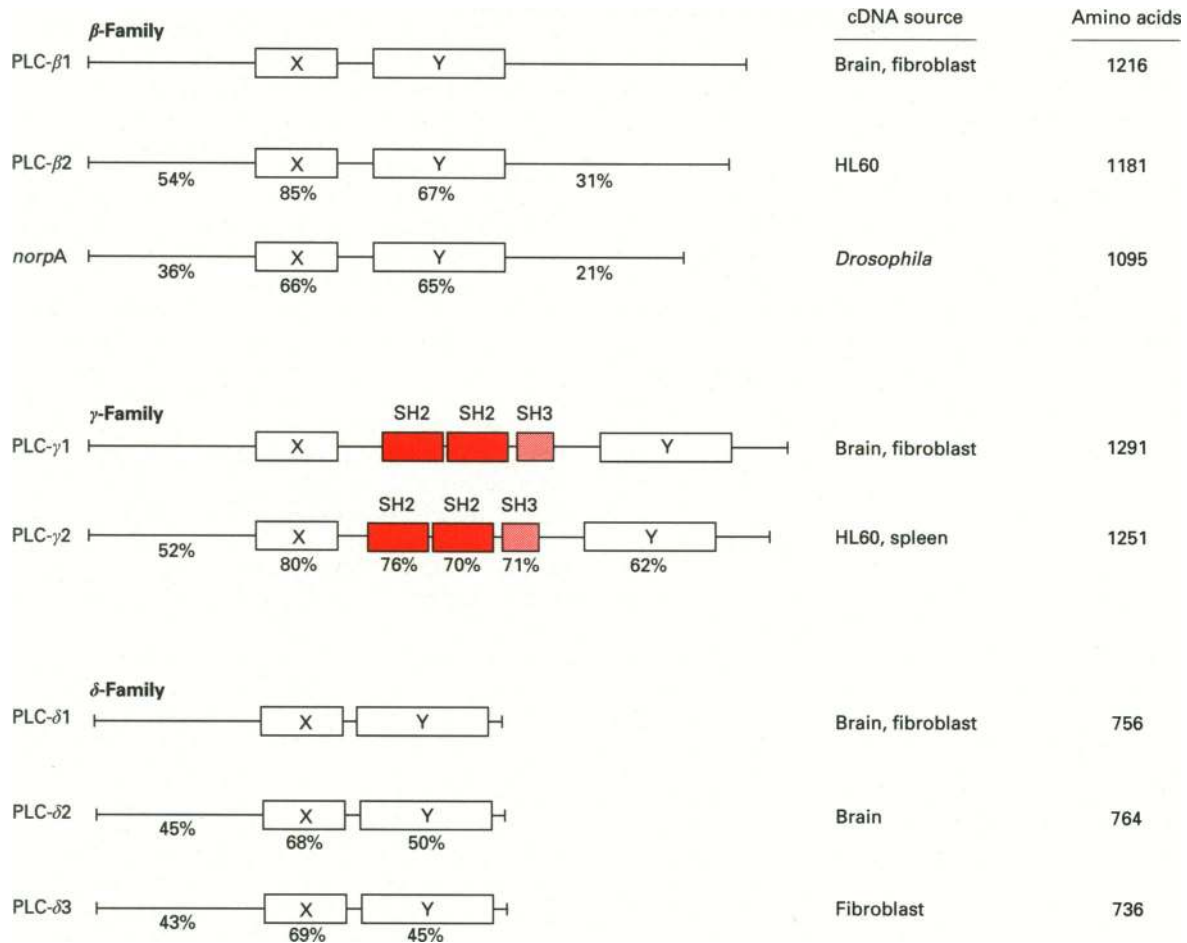 cDNA source Amino acids
β-Family
PLC-β1 X Y Brain, fibroblast 1216
PLC-β2 X Y HL60 1181
54% 85% 67% 31%
norpA X Y Drosophila 1095
36% 66% 65% 21%
γ-Family SH2 SH2 SH3
PLC-γ1 X Y Brain, fibroblast 1291
SH2 SH2 SH3
PLC-γ2 X Y HL60, spleen 1251
52% 80% 76% 70% 71% 62%
δ-Family
PLC-δ1 X Y Brain, fibroblast 756
PLC-δ2 X Y Brain 764
45% 68% 50%
PLC-δ3 X Y Fibroblast 736
43% 69% 45%